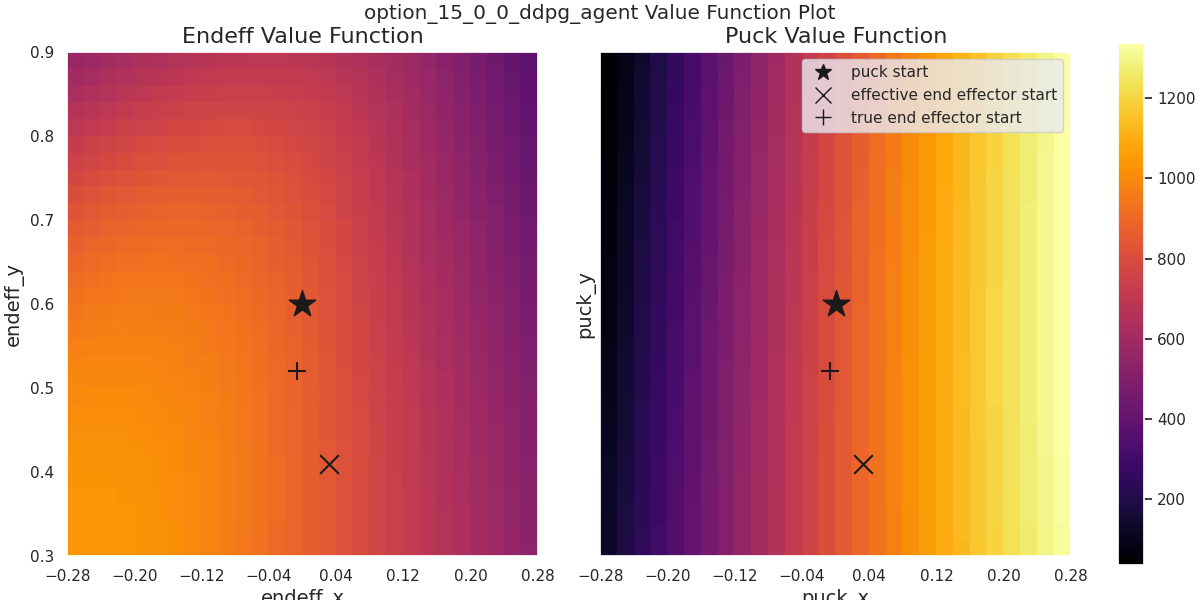 option_15_0_0_ddpg_agent Value Function Plot
Endeff Value Function
Puck Value Function
puck start
effective end effector start
true end effector start
endeff_y
0.9
0.8
0.7
0.6
0.5
0.4
0.3
−0.28 −0.20 −0.12 −0.04 0.04 0.12 0.20 0.28
endeff_x
puck_y
−0.28 −0.20 −0.12 −0.04 0.04 0.12 0.20 0.28
puck_x
1200
1000
800
600
400
200